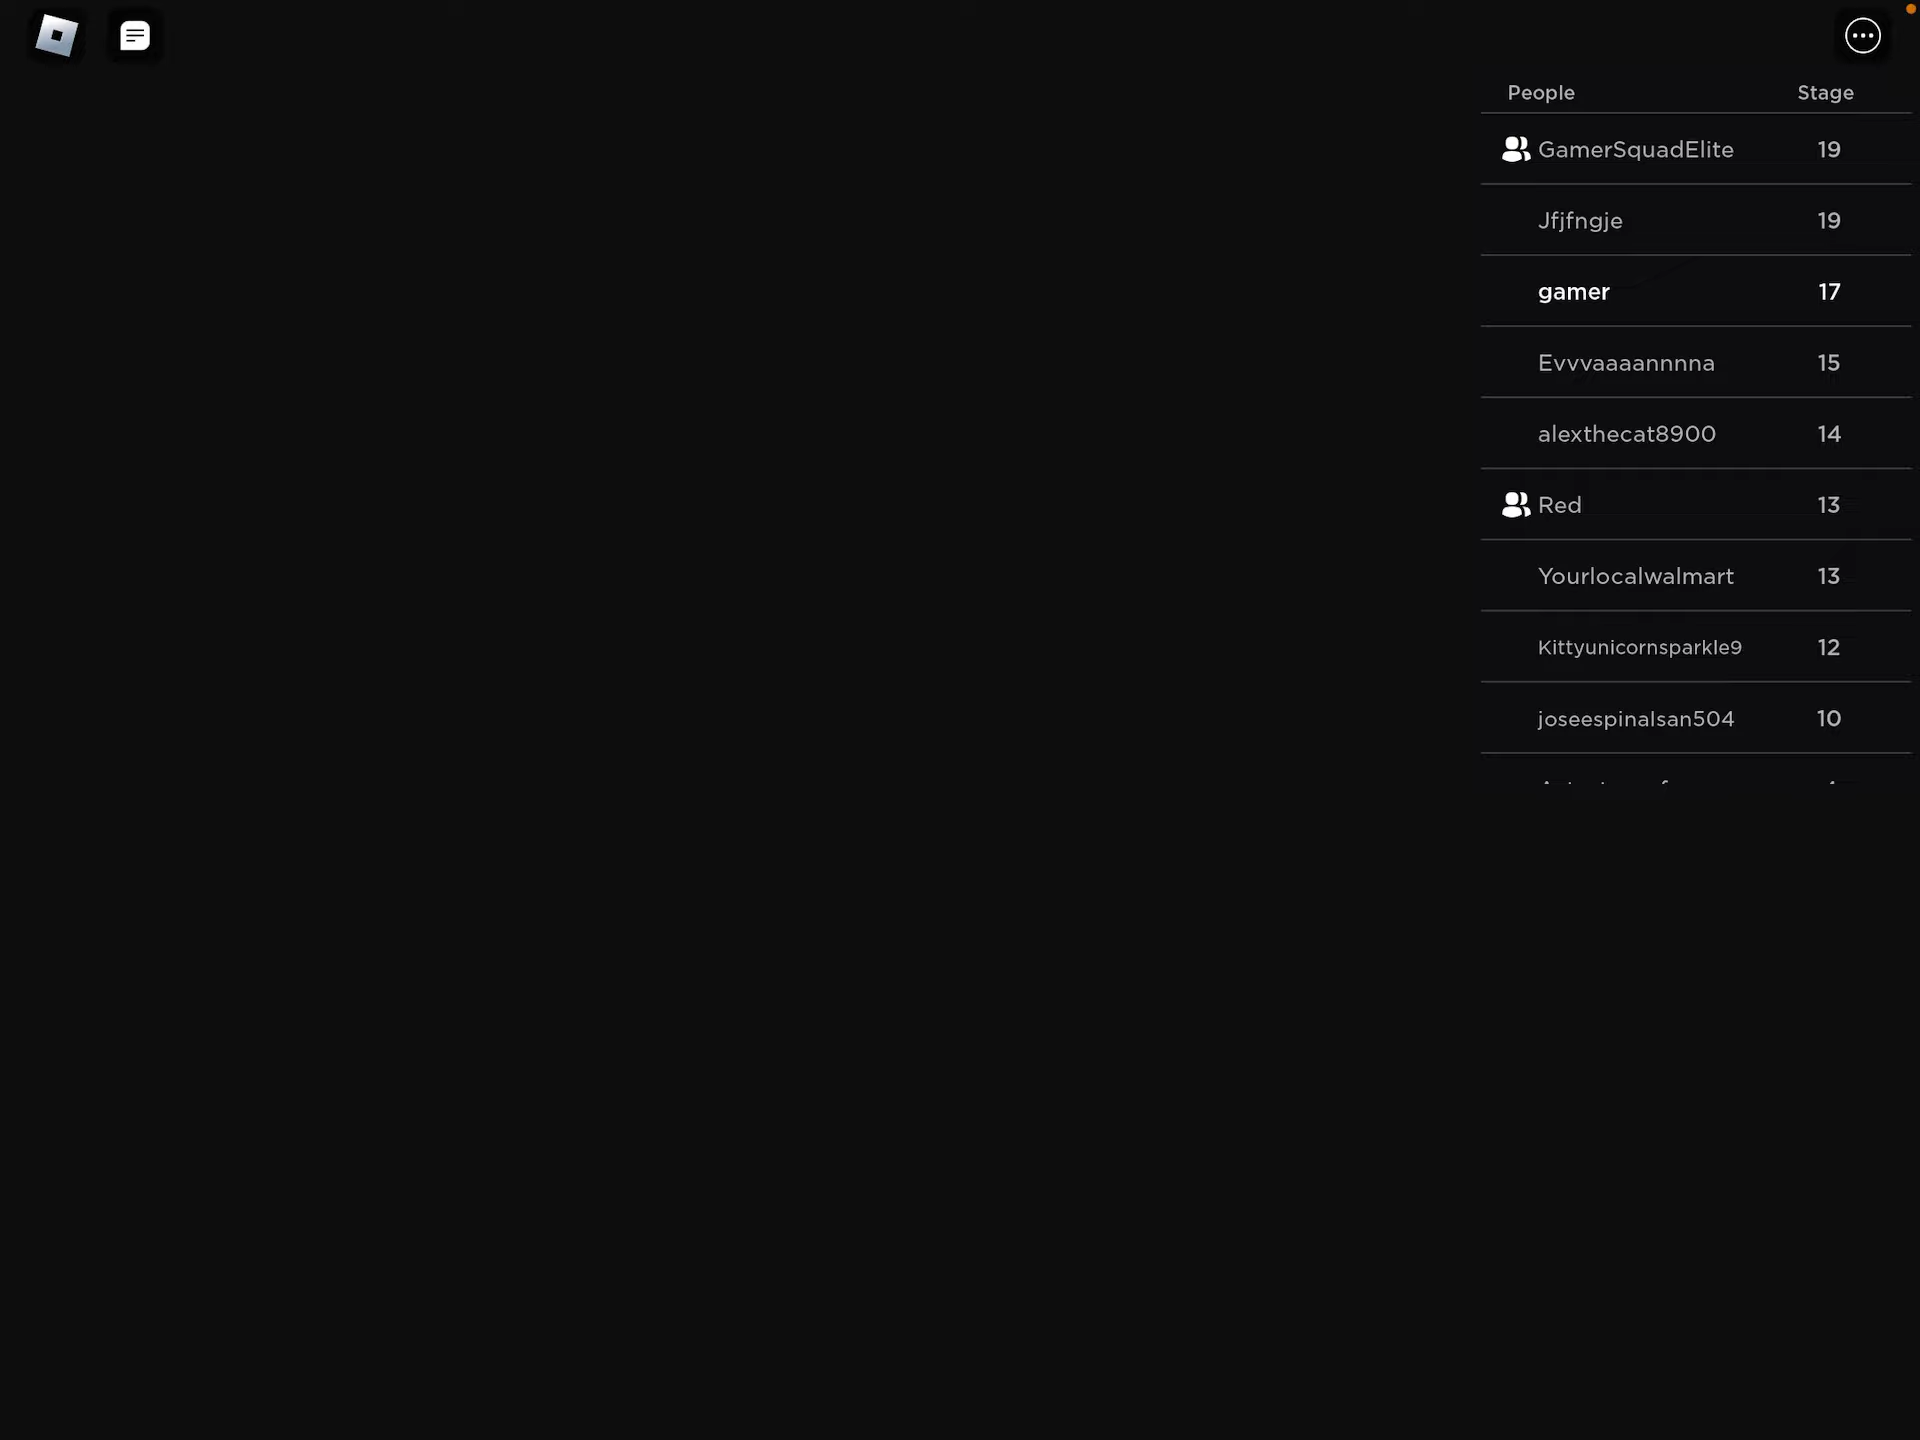 People Stage
GamerSquadElite 19
Jfjfngje 19
gamer 17
Evvvaaaannnna 15
alexthecat8900 14
Red 13
Yourlocalwalmart 13
Kittyunicornsparkle9 12
joseespinalsan504 10